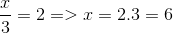 x/3 = 2 => x = 2.3 = 6